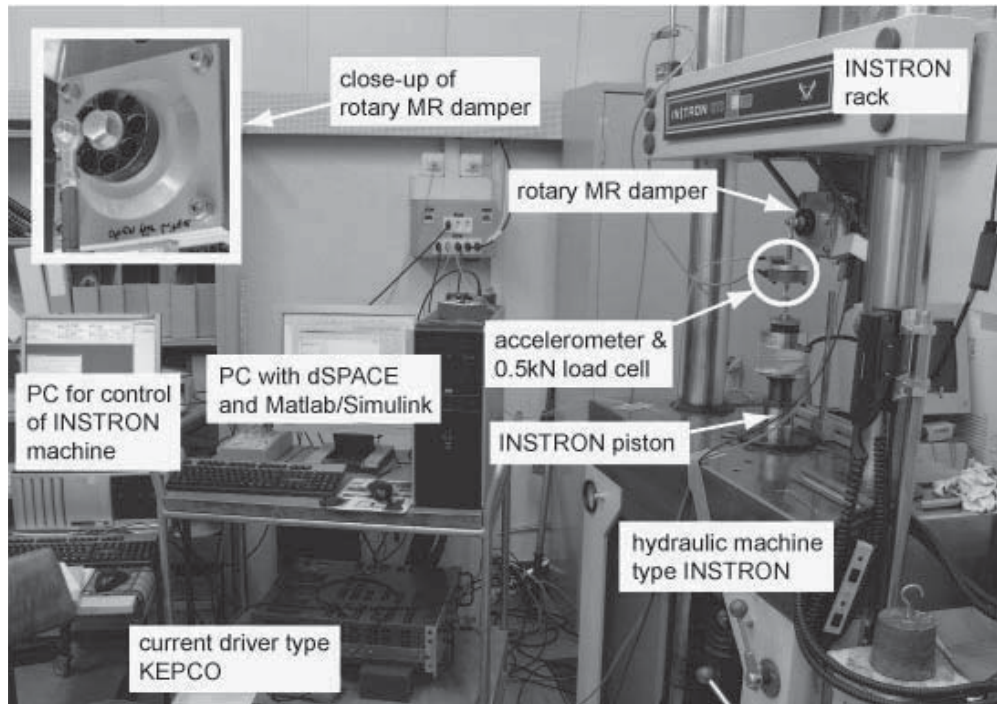 close-up of
rotary MR damper
INSTRON
rack
INSTRON
rotary MR damper
accelerometer &
0.5kN load cell
PC for control
of INSTRON
machine
PC with dSPACE
and Matlab/Simulink
INSTRON piston
hydraulic machine
type INSTRON
current driver type
KEPCO